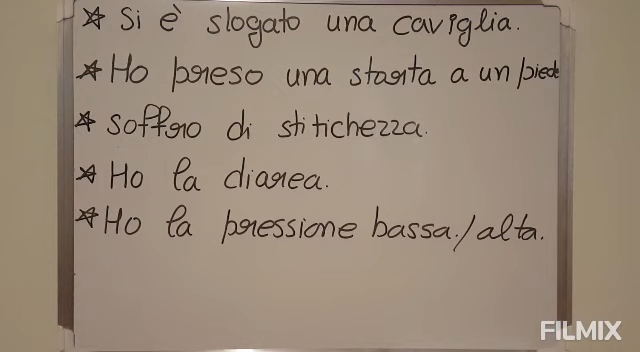 ☆ Si è slogato una caviglia.
☆ Ho preso una storta a un piede
☆ Soffro di stitichezza.
☆ Ho la diarea.
☆ Ho la pressione bassa./alta.
FILMIX